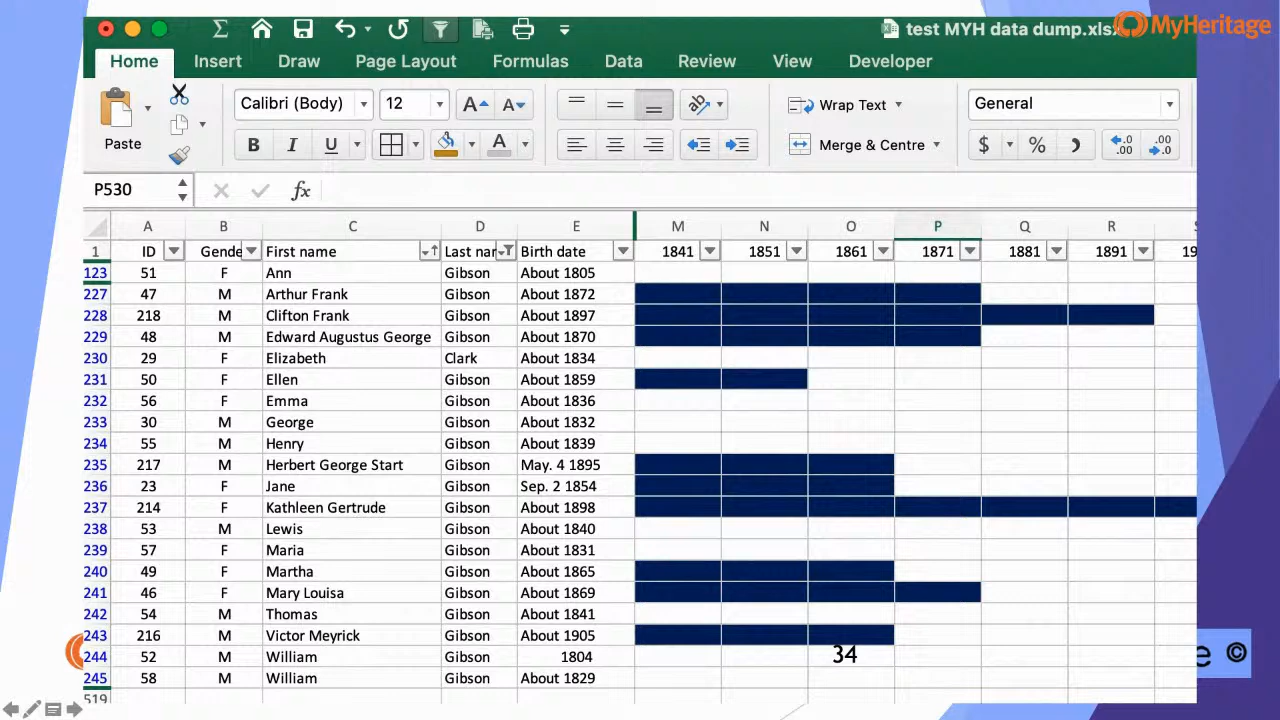 test MYH data dump.xlsx
MyHeritage
Home Insert Draw Page Layout Formulas Data Review View Developer
Calibri (Body) 12 A A Wrap Text General
Paste B I U A Merge & Centre $ % .0 .00 .00 .0
P530 fx
A B C D E M N O P Q R S
1 ID Gende First name Last nar Birth date 1841 1851 1861 1871 1881 1891 19
123 51 F Ann Gibson About 1805
227 47 M Arthur Frank Gibson About 1872
228 218 M Clifton Frank Gibson About 1897
229 48 M Edward Augustus George Gibson About 1870
230 29 F Elizabeth Clark About 1834
231 50 F Ellen Gibson About 1859
232 56 F Emma Gibson About 1836
233 30 M George Gibson About 1832
234 55 M Henry Gibson About 1839
235 217 M Herbert George Start Gibson May. 4 1895
236 23 F Jane Gibson Sep. 2 1854
237 214 F Kathleen Gertrude Gibson About 1898
238 53 M Lewis Gibson About 1840
239 57 F Maria Gibson About 1831
240 49 F Martha Gibson About 1865
241 46 F Mary Louisa Gibson About 1869
242 54 M Thomas Gibson About 1841
243 216 M Victor Meyrick Gibson About 1905
244 52 M William Gibson 1804 34 e ©
245 58 M William Gibson About 1829
519